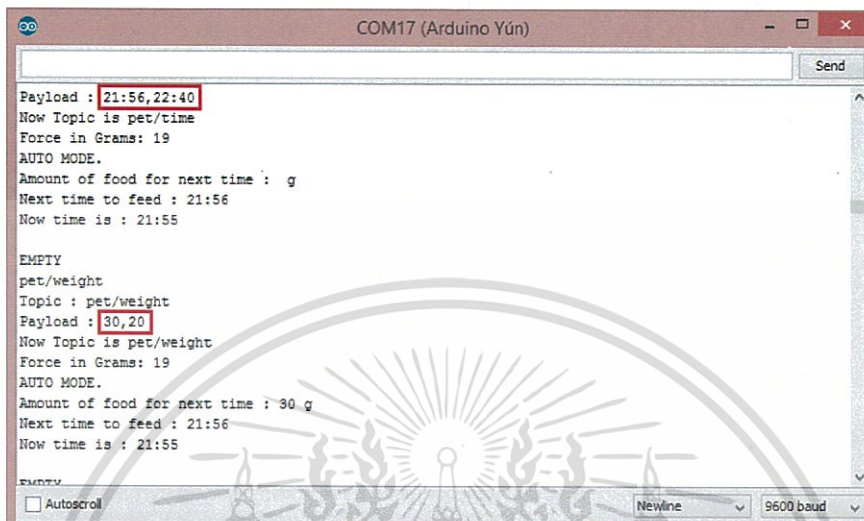 COM17 (Arduino Yún)
Send
Payload : 21:56,22:40
Now Topic is pet/time
Force in Grams: 19
AUTO MODE.
Amount of food for next time :  g
Next time to feed : 21:56
Now time is : 21:55
EMPTY
pet/weight
Topic : pet/weight
Payload : 30,20
Now Topic is pet/weight
Force in Grams: 19
AUTO MODE.
Amount of food for next time : 30 g
Next time to feed : 21:56
Now time is : 21:55
EMPTY
Autoscroll
Newline
9600 baud